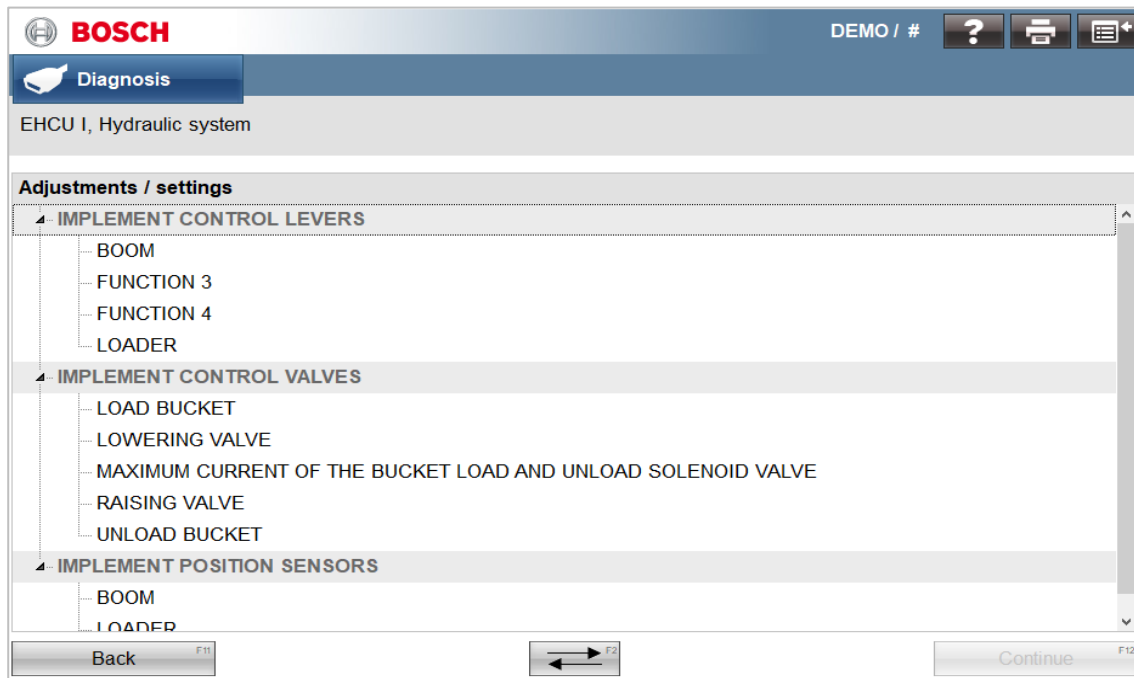 BOSCH
DEMO / #
?
Diagnosis
EHCU I, Hydraulic system
Adjustments / settings
IMPLEMENT CONTROL LEVERS
BOOM
FUNCTION 3
FUNCTION 4
LOADER
IMPLEMENT CONTROL VALVES
LOAD BUCKET
LOWERING VALVE
MAXIMUM CURRENT OF THE BUCKET LOAD AND UNLOAD SOLENOID VALVE
RAISING VALVE
UNLOAD BUCKET
IMPLEMENT POSITION SENSORS
BOOM
LOADER
Back F11
F2
Continue F12